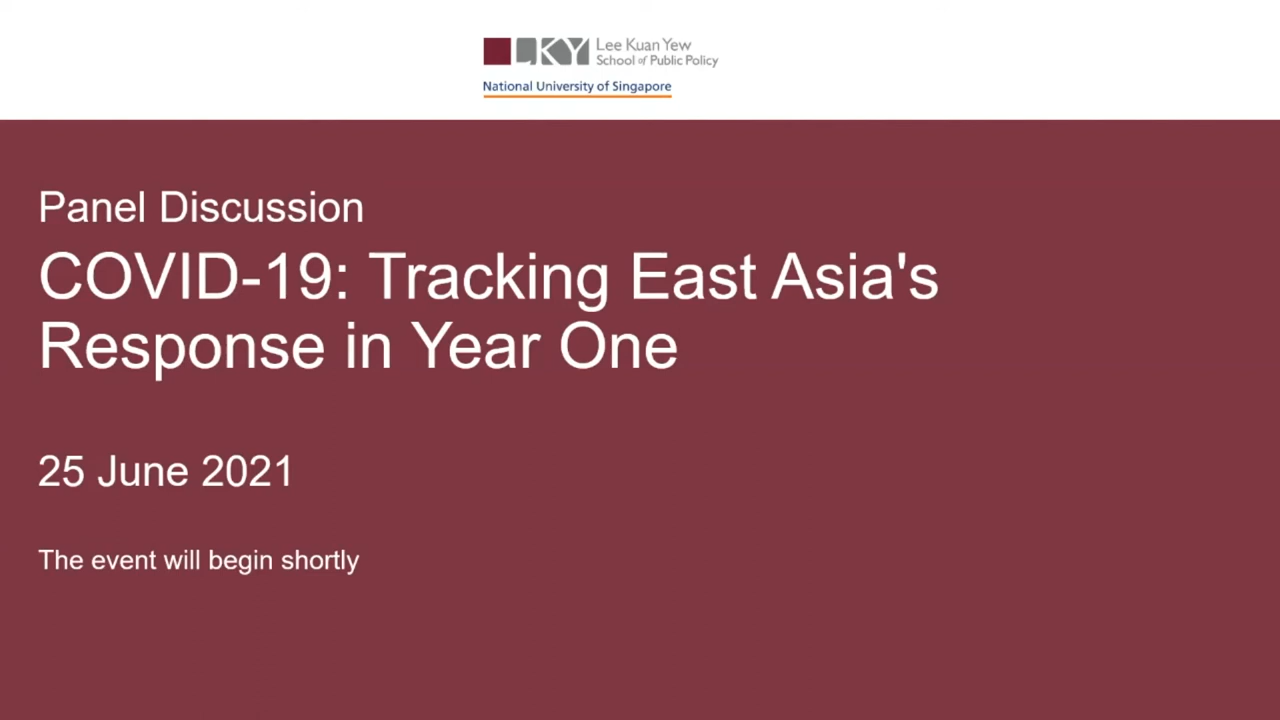 LKY Lee Kuan Yew
School of Public Policy
National University of Singapore
Panel Discussion
COVID-19: Tracking East Asia's
Response in Year One
25 June 2021
The event will begin shortly